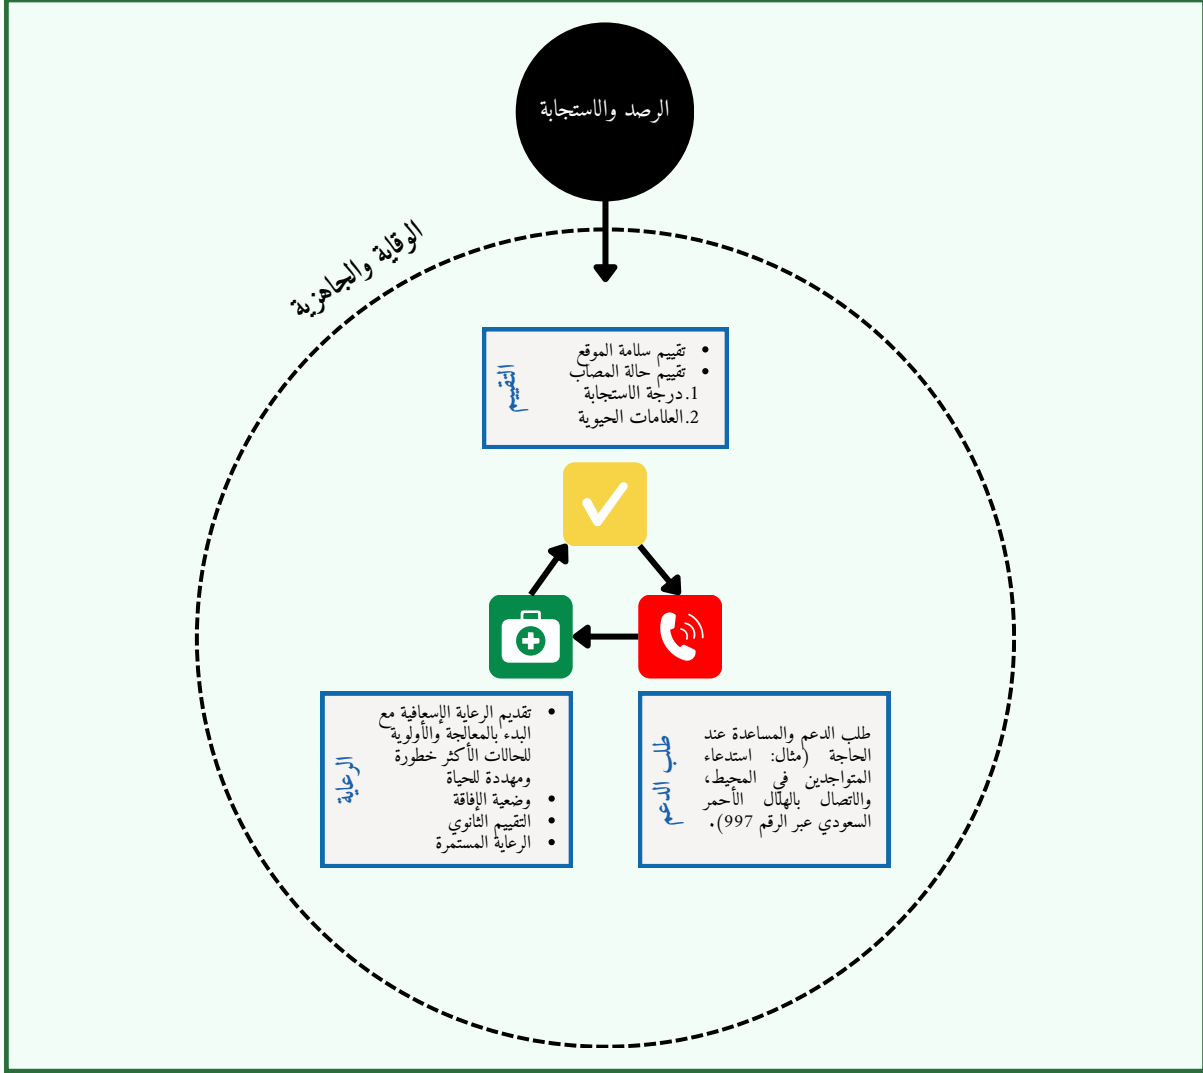 الرصد والاستجابة
الوقاية والجاهزية
التقييم
• تقييم سلامة الموقع
• تقييم حالة المصاب
1. درجة الاستجابة
2. العلامات الحيوية
طلب الدعم
طلب الدعم والمساعدة عند
الحاجة (مثال: استدعاء
المتواجدين في المحيط،
والاتصال بالهلال الأحمر
السعودي عبر الرقم 997).
الرعاية
• تقديم الرعاية الإسعافية مع
البدء بالمعالجة والأولوية
للحالات الأكثر خطورة
ومهددة للحياة
• وضعية الإفاقة
• التقييم الثانوي
• الرعاية المستمرة